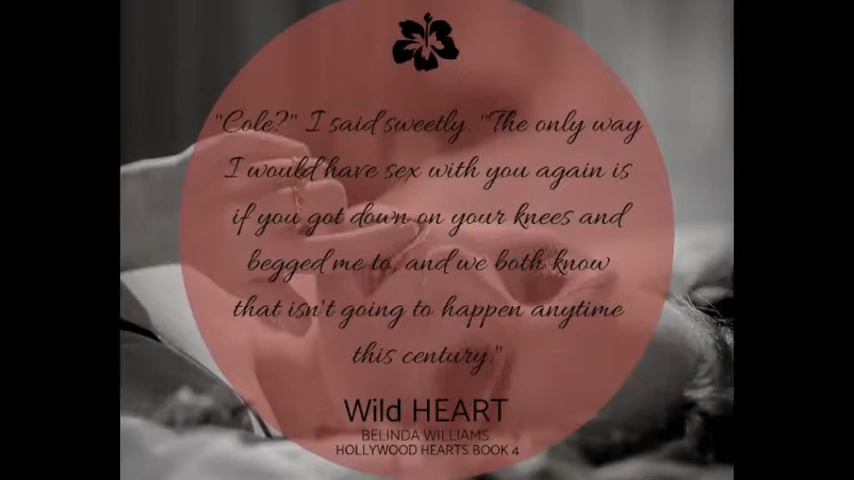 "Cole?" I said sweetly. "The only way
I would have sex with you again is
if you got down on your knees and
begged me to, and we both know
that isn't going to happen anytime
this century."
Wild HEART
BELINDA WILLIAMS
HOLLYWOOD HEARTS BOOK 4